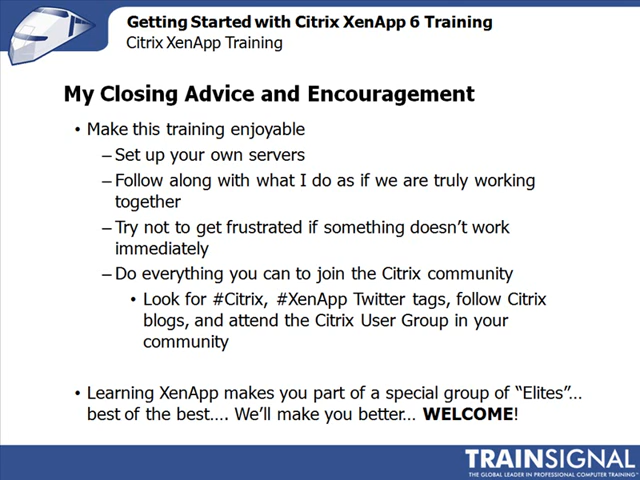 Getting Started with Citrix XenApp 6 Training
Citrix XenApp Training
My Closing Advice and Encouragement
• Make this training enjoyable
– Set up your own servers
– Follow along with what I do as if we are truly working
together
– Try not to get frustrated if something doesn't work
immediately
– Do everything you can to join the Citrix community
• Look for #Citrix, #XenApp Twitter tags, follow Citrix
blogs, and attend the Citrix User Group in your
community
• Learning XenApp makes you part of a special group of “Elites”…
best of the best…. We'll make you better… WELCOME!
TRAINSIGNAL
THE GLOBAL LEADER IN PROFESSIONAL COMPUTER TRAINING